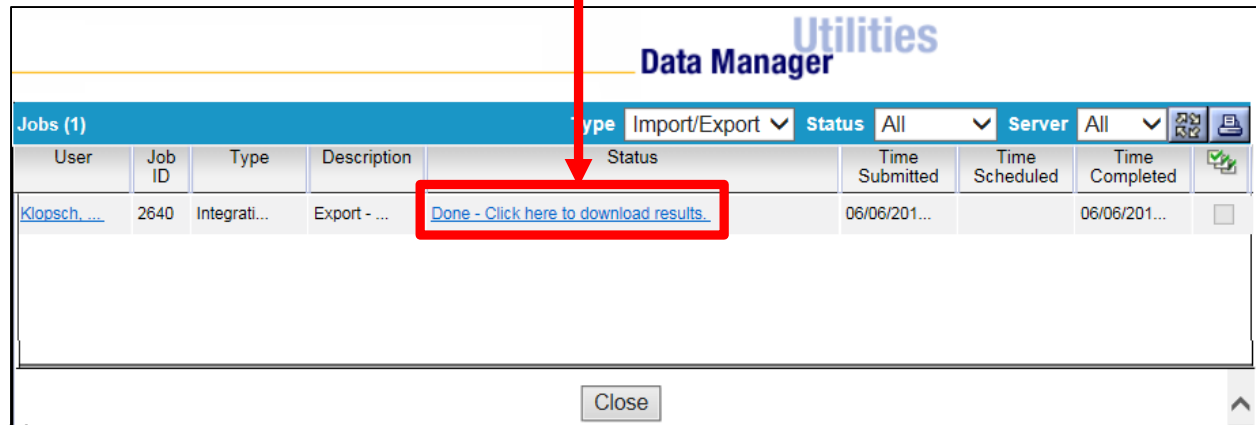 Utilities
Data Manager
Jobs (1) Type Import/Export Status All Server All
User Job ID Type Description Status Time Submitted Time Scheduled Time Completed
Klopsch, ... 2640 Integrati... Export - ... Done - Click here to download results. 06/06/201... 06/06/201...
Close